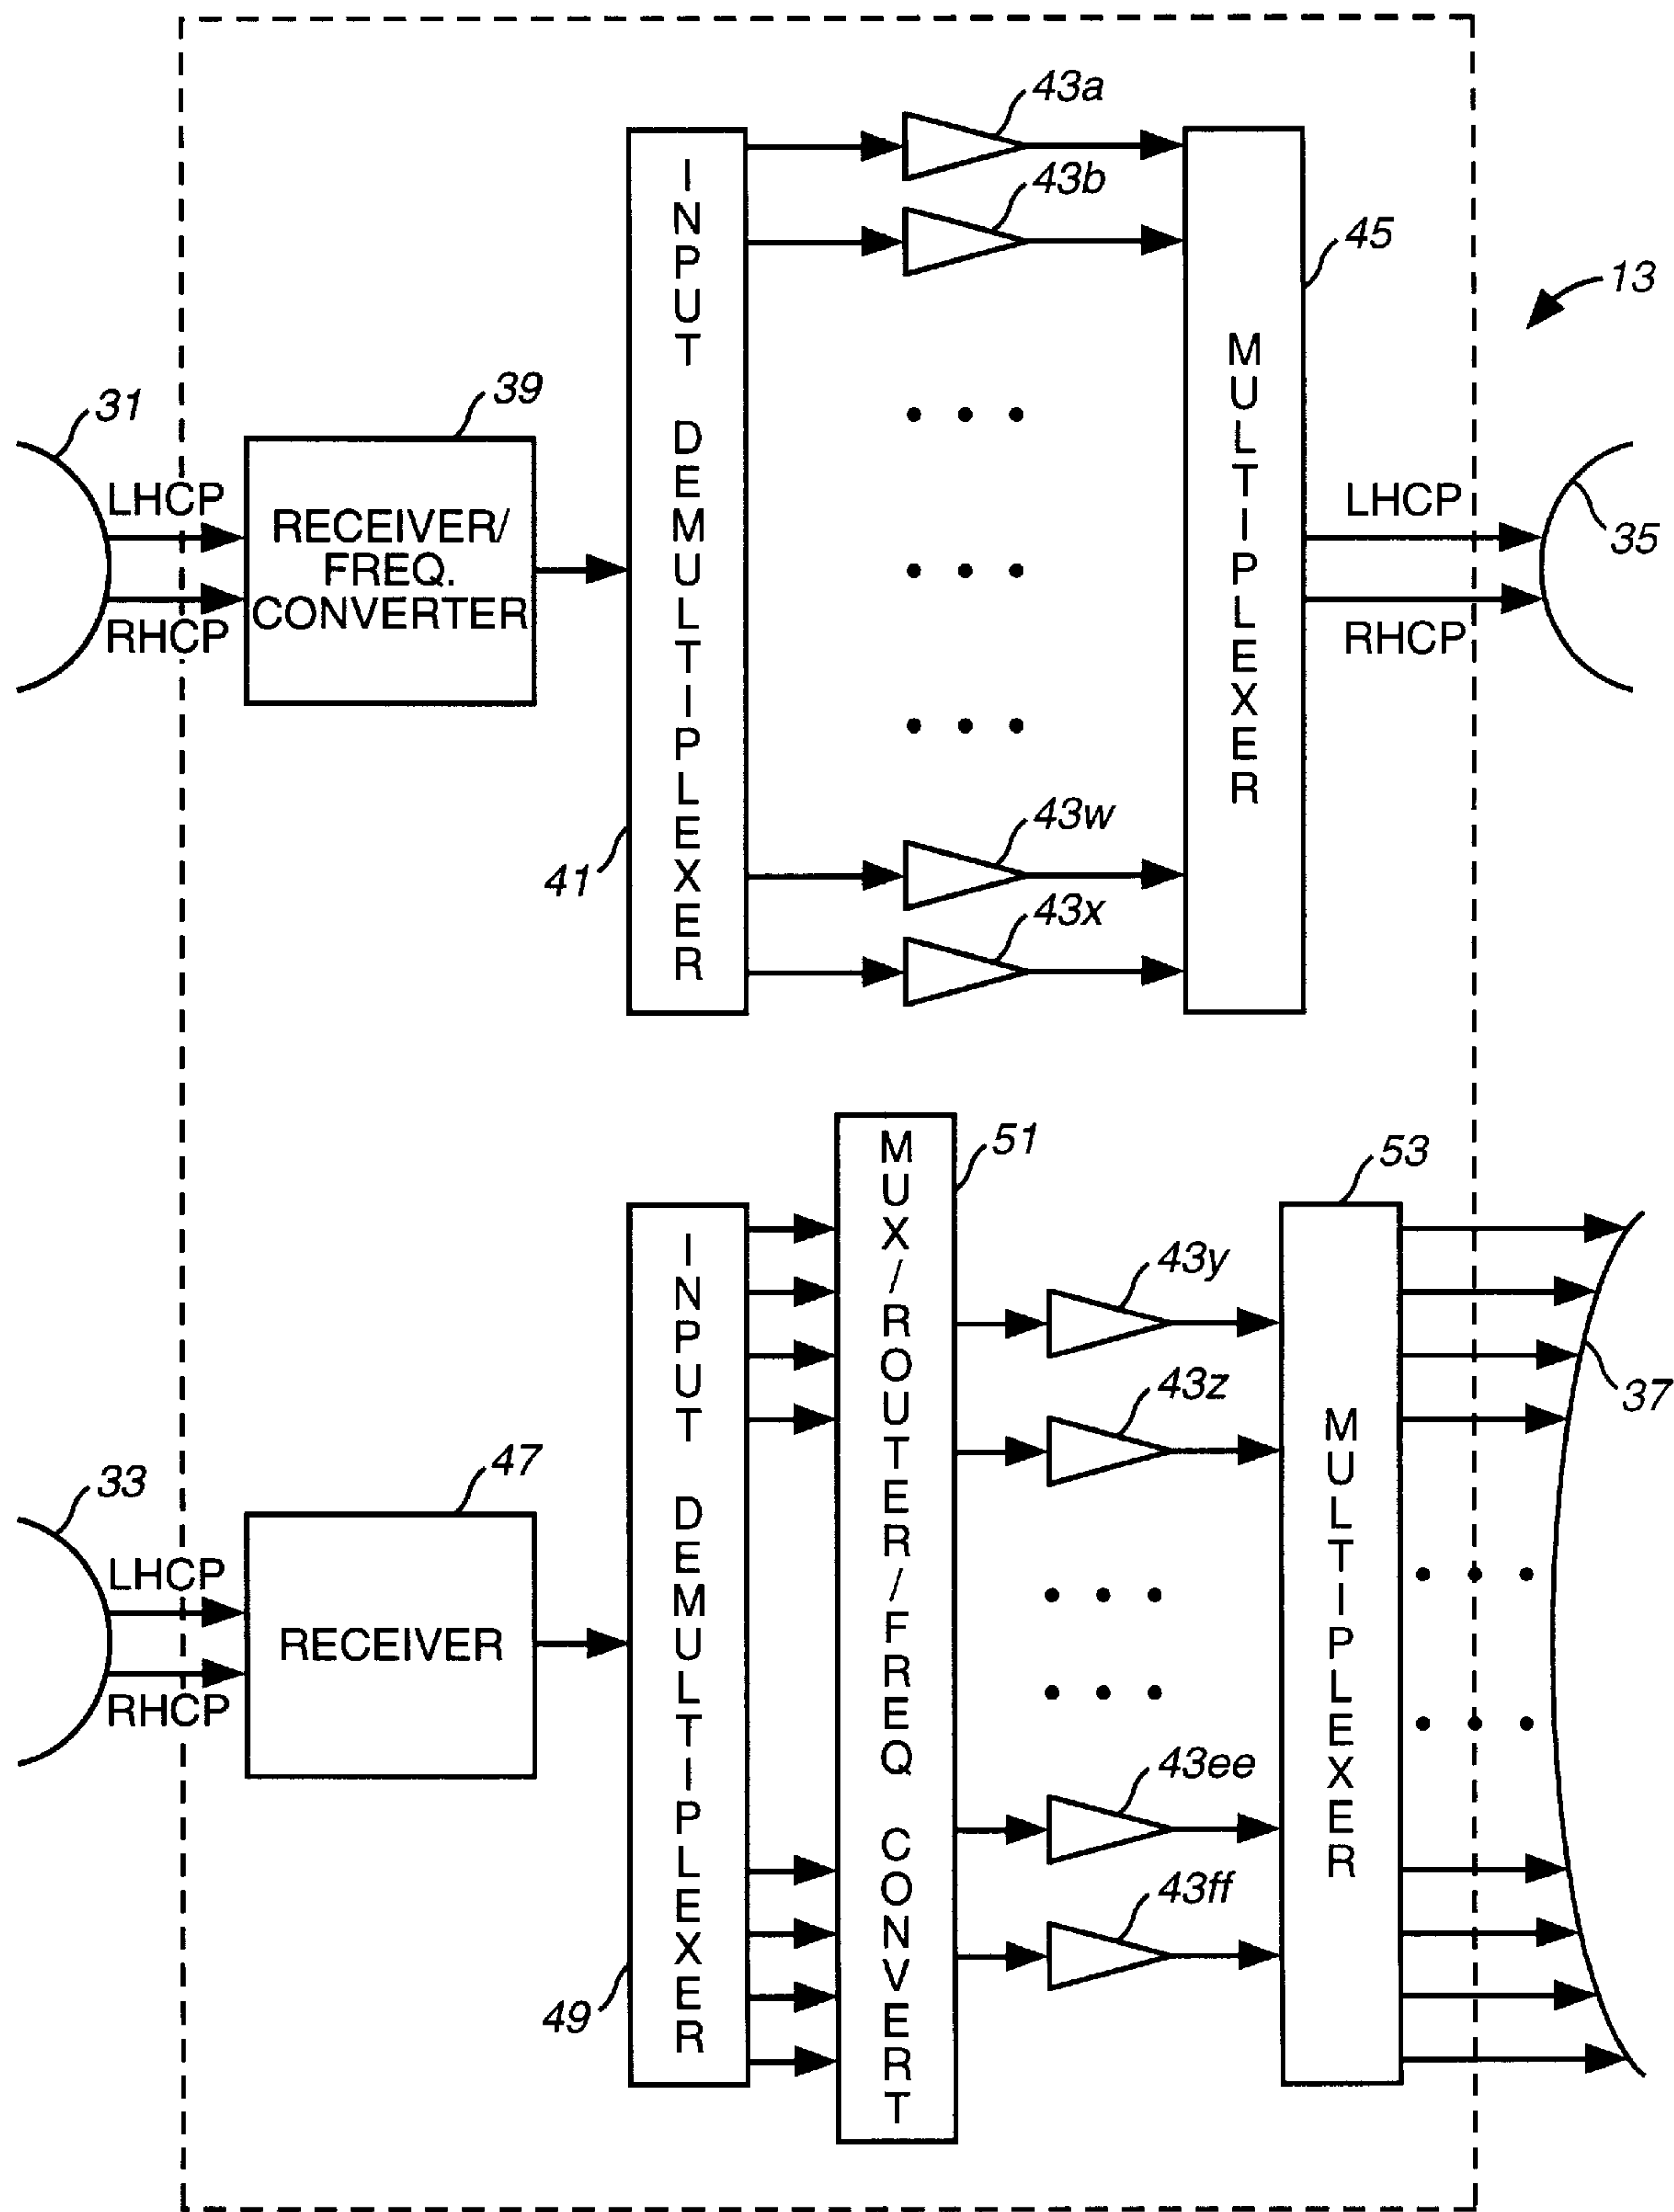 43a
43b
45
13
INPUT DEMULTIPLEXER
MULTIPLEXER
31
39
LHCP
RECEIVER/
FREQ.
CONVERTER
RHCP
LHCP
RHCP
35
41
43w
43x
51
53
INPUT DEMULTIPLEXER
MUX/ROUTER/FREQ CONVERT
MULTIPLEXER
43y
43z
37
33
47
LHCP
RECEIVER
RHCP
43ee
43ff
49